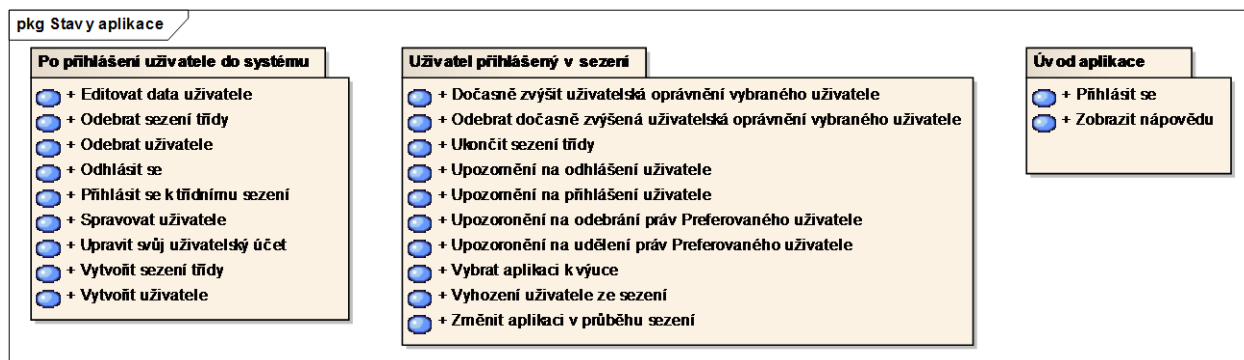 pkg Stavy aplikace
Po přihlášení uživatele do systému
+ Editovat data uživatele
+ Odebrat sezení třídy
+ Odebrat uživatele
+ Odhlásit se
+ Přihlásit se k třídnímu sezení
+ Spravovat uživatele
+ Upravit svůj uživatelský účet
+ Vytvořit sezení třídy
+ Vytvořit uživatele
Uživatel přihlášený v sezení
+ Dočasně zvýšit uživatelská oprávnění vybraného uživatele
+ Odebrat dočasně zvýšená uživatelská oprávnění vybraného uživatele
+ Ukončit sezení třídy
+ Upozornění na odhlášení uživatele
+ Upozornění na přihlášení uživatele
+ Upozoronění na odebrání práv Preferovaného uživatele
+ Upozoronění na udělení práv Preferovaného uživatele
+ Vybrat aplikaci k výuce
+ Vyhození uživatele ze sezení
+ Změnit aplikaci v průběhu sezení
Úvod aplikace
+ Přihlásit se
+ Zobrazit nápovědu